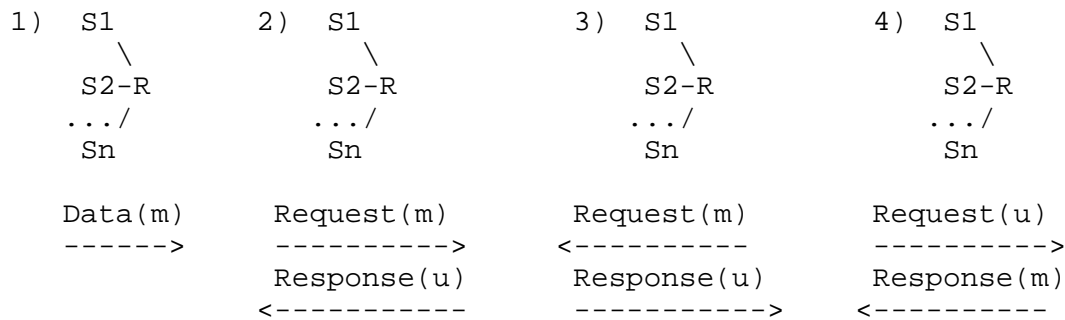 1)  S1          2)  S1              3)  S1              4)  S1
      \               \                   \                   \
    S2-R            S2-R                S2-R                S2-R
   .../            .../                .../                .../
    Sn              Sn                  Sn                  Sn
   Data(m)      Request(m)        Request(m)        Request(u)
   ------>      ---------->      <----------        ---------->
                Response(u)       Response(u)       Response(m)
               <-----------       ----------->     <----------